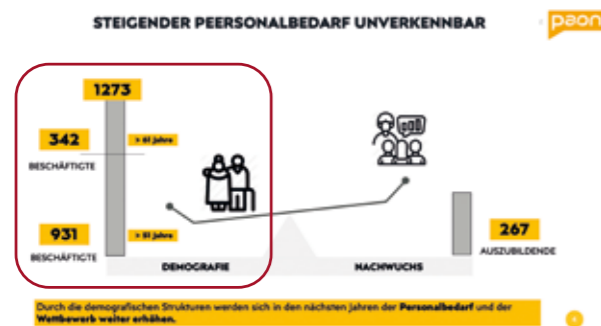 STEIGENDER PEERSONALBEDARF UNVERKENNBAR
paon
1273
342
> 61 Jahre
BESCHÄFTIGTE
931
> 51 Jahre
BESCHÄFTIGTE
267
AUSZUBILDENDE
DEMOGRAFIE
NACHWUCHS
Durch die demografischen Strukturen werden sich in den nächsten Jahren der Personalbedarf und der
Wettbewerb weiter erhöhen.